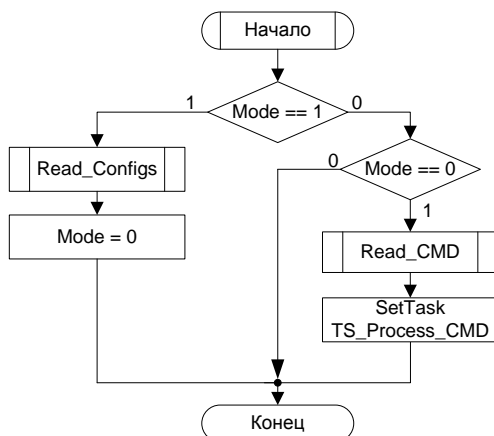 Начало
Mode == 1
1
0
Read_Configs
Mode == 0
0
1
Mode = 0
Read_CMD
SetTask
TS_Process_CMD
Конец